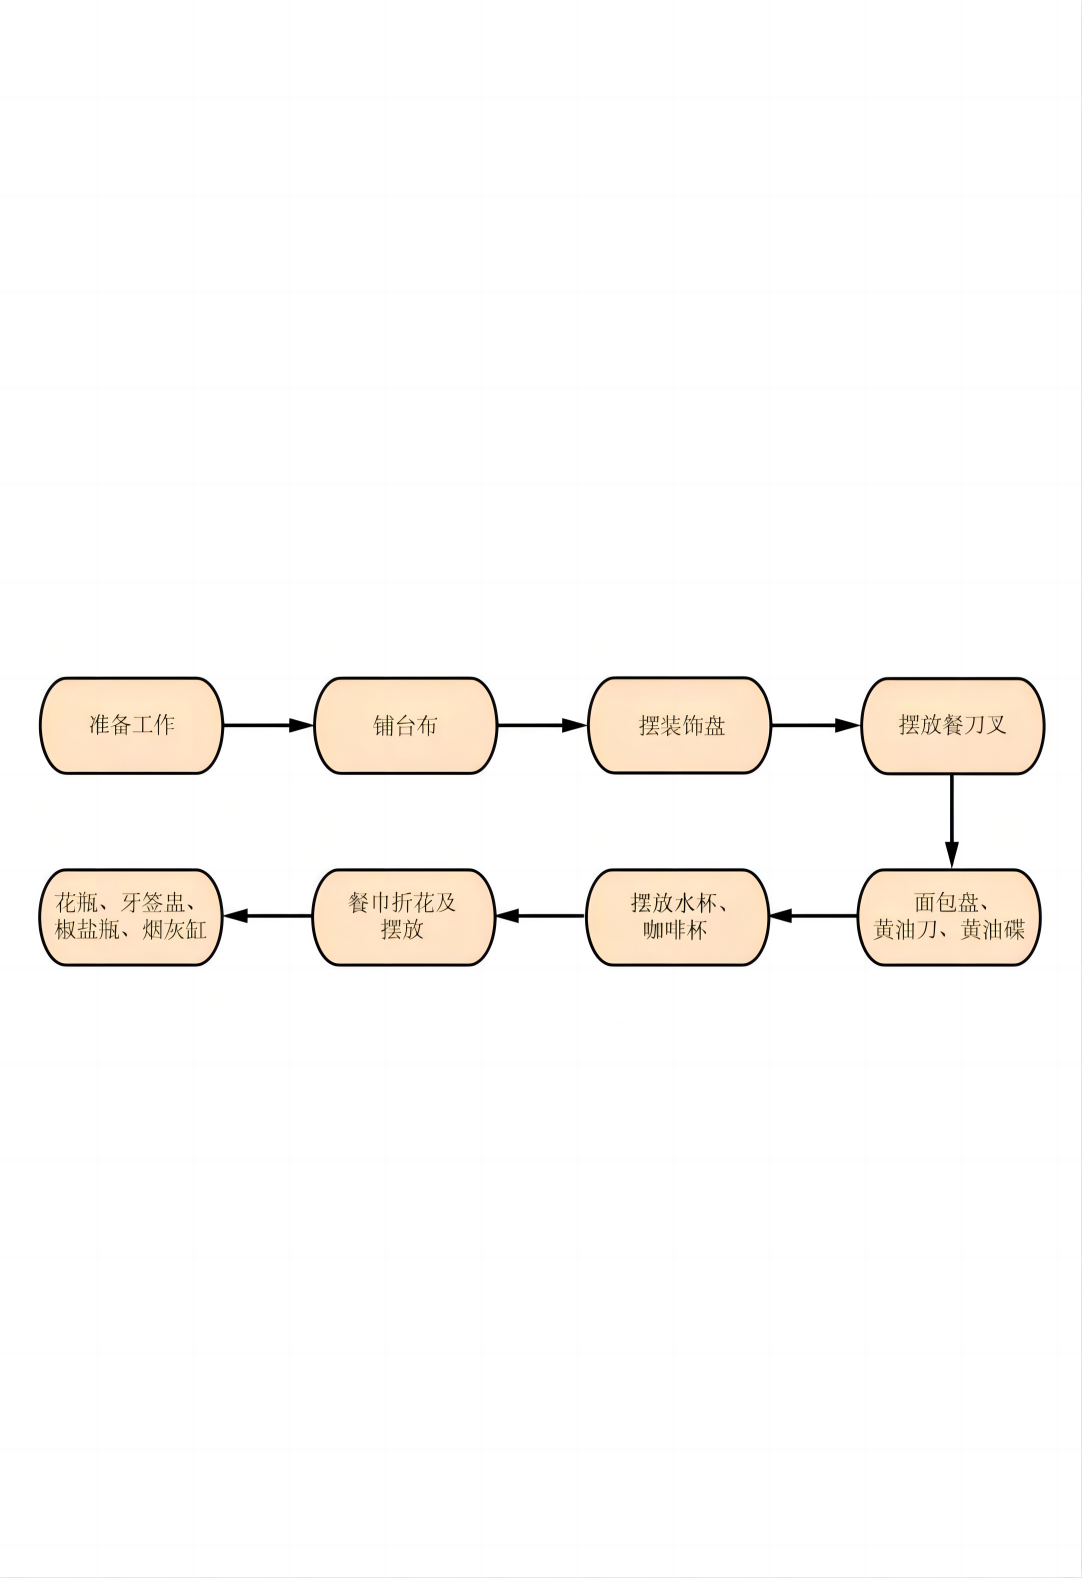 准备工作
铺台布
摆装饰盘
摆放餐刀叉
花瓶、牙签蛊、
椒盐瓶、烟灰缸
餐巾折花及
摆放
摆放水杯、
咖啡杯
面包盘、
黄油刀、黄油碟